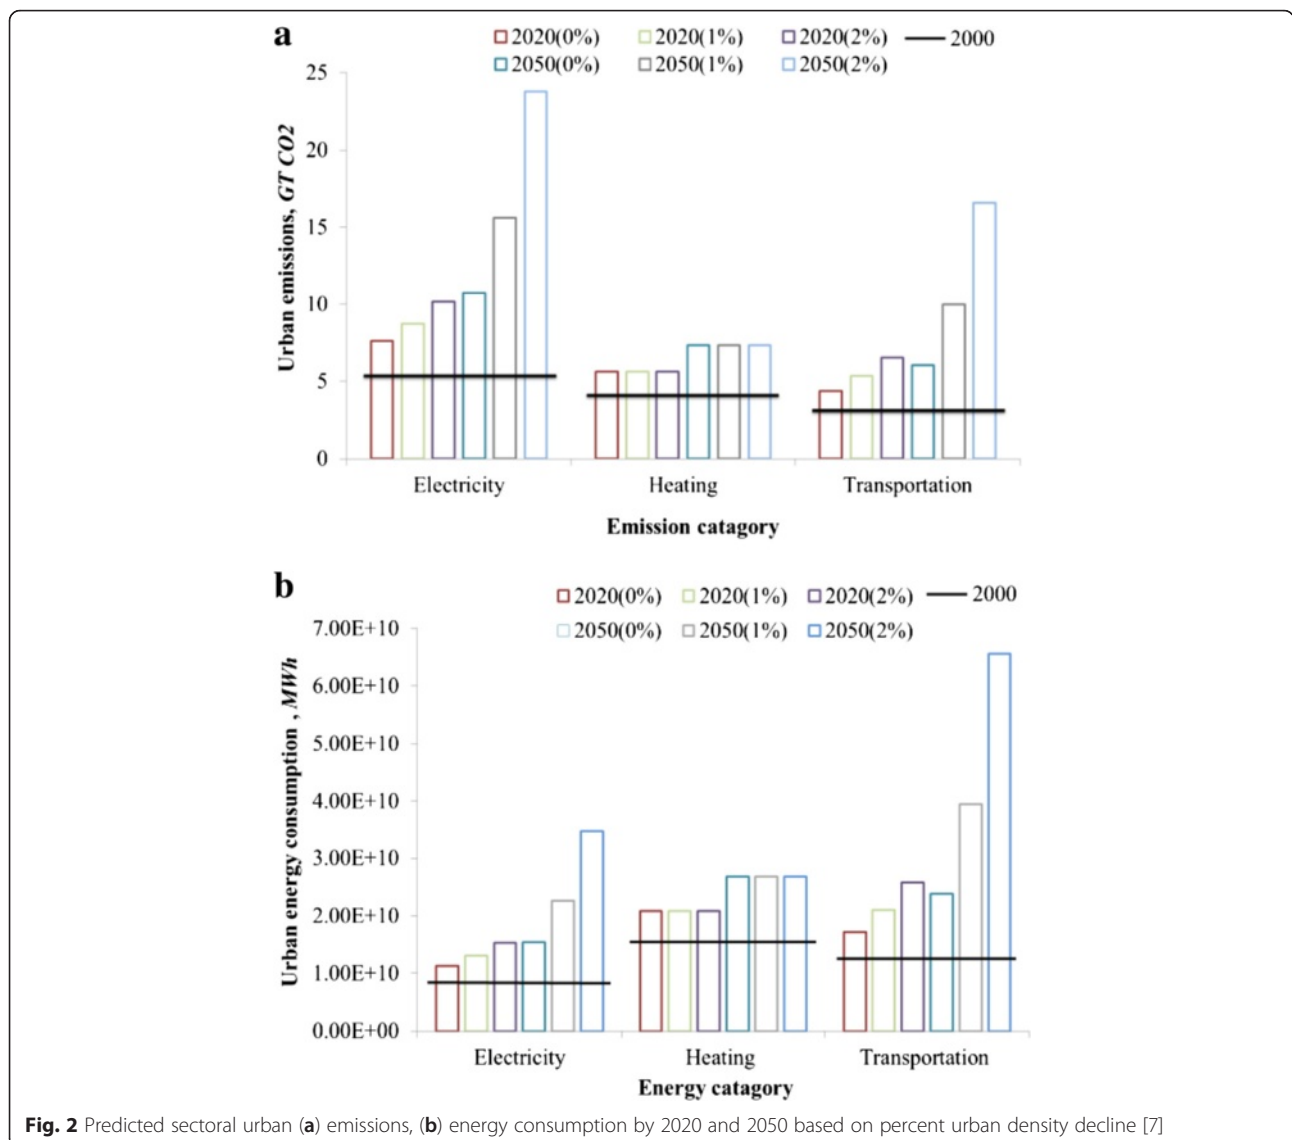 a
2020(0%) 2020(1%) 2020(2%) 2000
2050(0%) 2050(1%) 2050(2%)
25
20
15
10
5
0
Urban emissions, GT CO2
Electricity Heating Transportation
Emission catagory
b
2020(0%) 2020(1%) 2020(2%) 2000
2050(0%) 2050(1%) 2050(2%)
7.00E+10
6.00E+10
5.00E+10
4.00E+10
3.00E+10
2.00E+10
1.00E+10
0.00E+00
Urban energy consumption , MWh
Electricity Heating Transportation
Energy catagory
Fig. 2 Predicted sectoral urban (a) emissions, (b) energy consumption by 2020 and 2050 based on percent urban density decline [7]